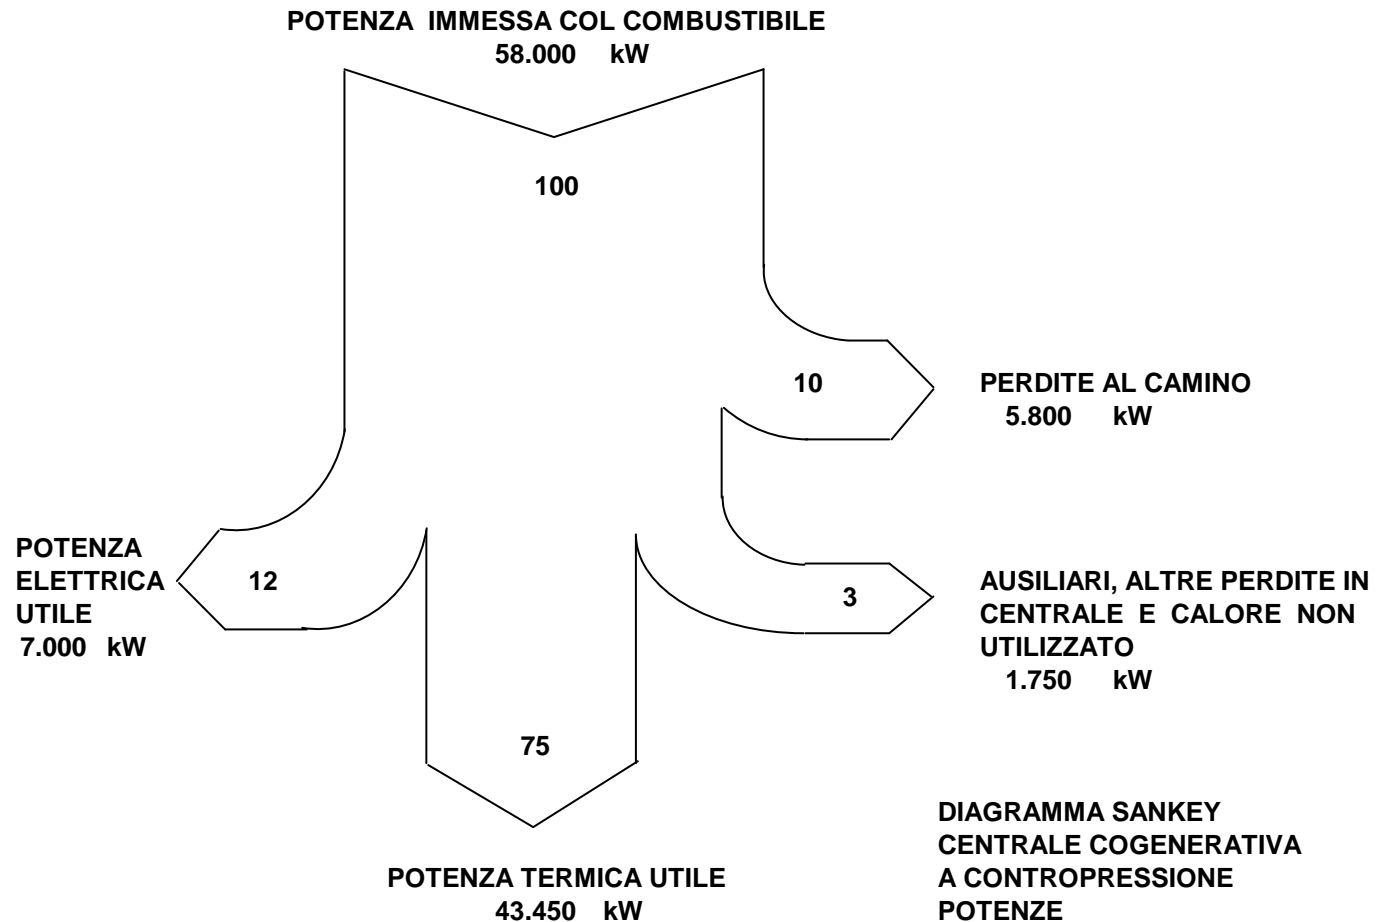 POTENZA IMMESSA COL COMBUSTIBILE
58.000 kW
100
10
PERDITE AL CAMINO
5.800 kW
POTENZA
ELETTRICA
UTILE
7.000 kW
12
3
AUSILIARI, ALTRE PERDITE IN
CENTRALE E CALORE NON
UTILIZZATO
1.750 kW
75
POTENZA TERMICA UTILE
43.450 kW
DIAGRAMMA SANKEY
CENTRALE COGENERATIVA
A CONTROPRESSIONE
POTENZE